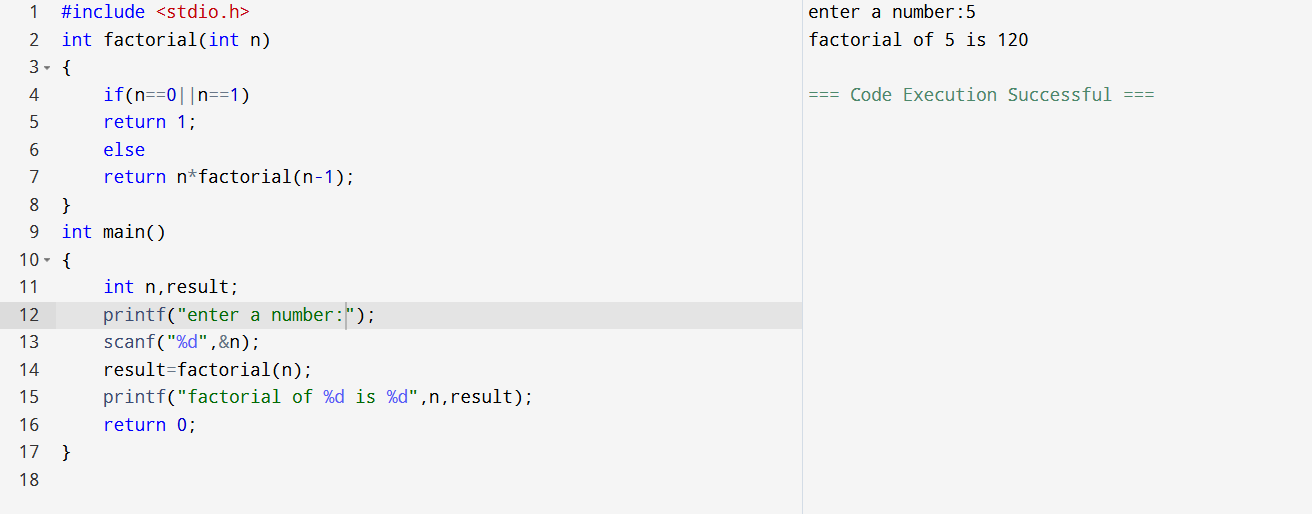 1 #include <stdio.h>
2 int factorial(int n)
3 {
4     if(n==0||n==1)
5     return 1;
6     else
7     return n*factorial(n-1);
8 }
9 int main()
10 {
11     int n,result;
12     printf("enter a number:");
13     scanf("%d",&n);
14     result=factorial(n);
15     printf("factorial of %d is %d",n,result);
16     return 0;
17 }
18
enter a number:5
factorial of 5 is 120
=== Code Execution Successful ===